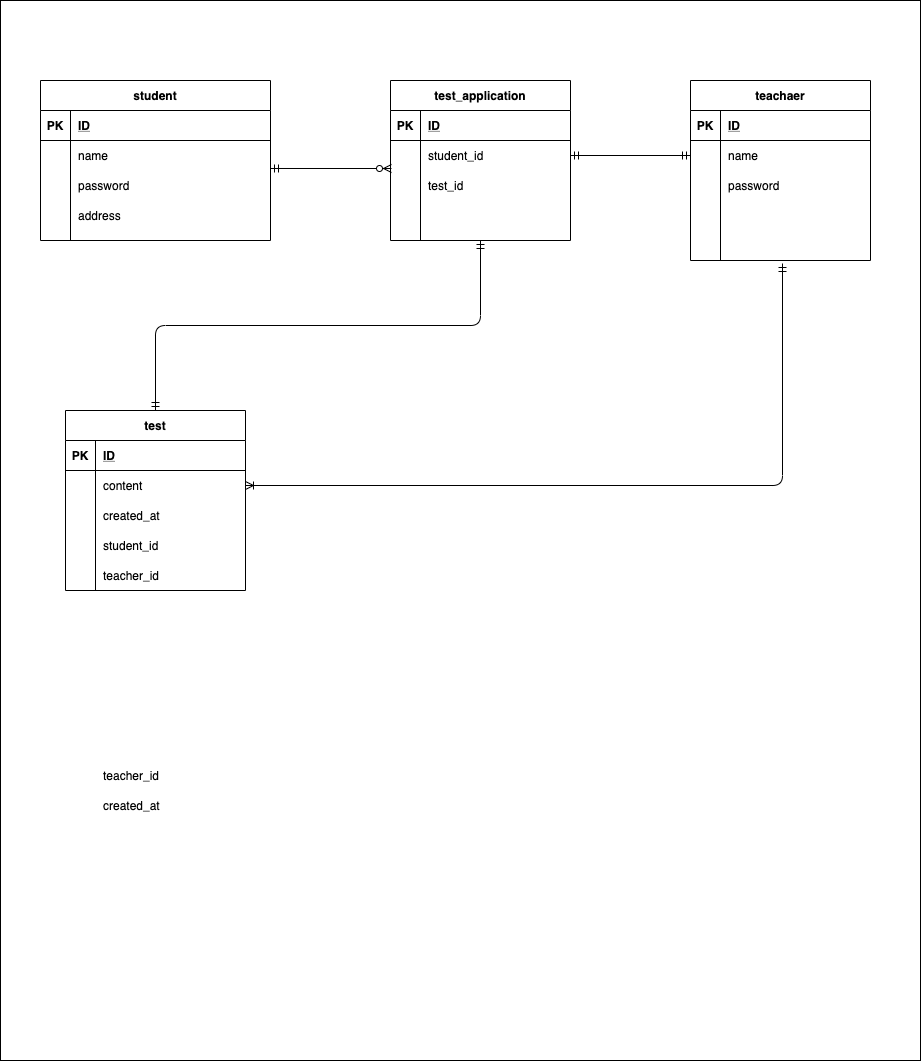 student
PK ID
name
password
address
test_application
PK ID
student_id
test_id
teachaer
PK ID
name
password
test
PK ID
content
created_at
student_id
teacher_id
teacher_id
created_at